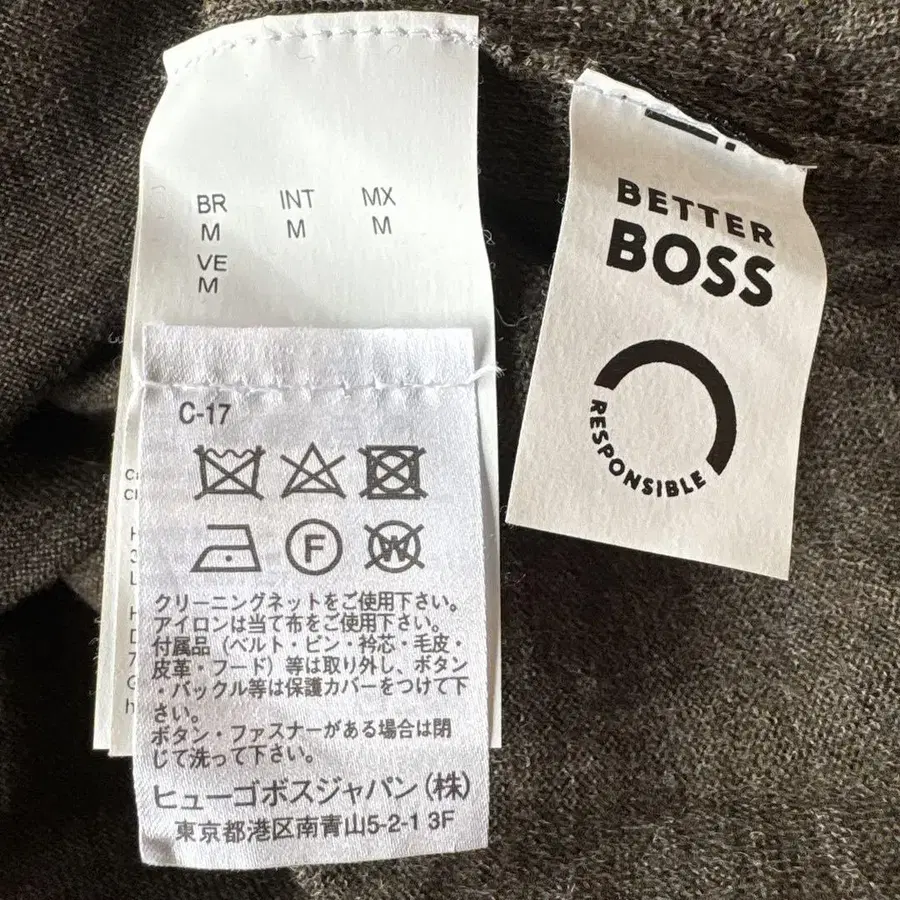 BR INT MX
M M M
VE
M
C-17
F
W
クリーニングネットをご使用下さい。
アイロンは当て布をご使用下さい。
付属品（ベルト・ピン・衿芯・毛皮・
皮革・フード）等は取り外し、ボタン
・バックル等は保護カバーをつけて下
さい。
ボタン・ファスナーがある場合は閉
じて洗って下さい。
ヒューゴボスジャパン（株）
東京都港区南青山5-2-1 3F
BETTER
BOSS
RESPONSIBLE